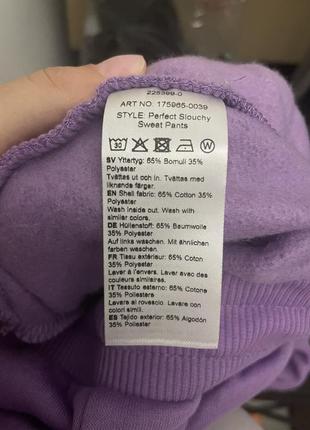 225399-0
ART NO. 175965-0039
STYLE: Perfect Slouchy
Sweat Pants
30 W
SV Yttertyg: 65% Bomull 35%
Polyester
Tvättas ut och in. Tvättas med
liknande färger.
EN Shell fabric: 65% Cotton 35%
Polyester
Wash inside out. Wash with
similar colors.
DE Hüllenstoff: 65% Baumwolle
35% Polyester
Auf links waschen. Mit ähnlichen
farben waschen.
FR Tissu extérieur: 65% Coton
35% Polyester
Laver à l'envers. Laver avec des
couleurs similaires.
IT Tessuto esterno: 65% Cotone
35% Poliestere
Lavare al rovescio. Lavare con
colori simili.
ES Tejido exterior: 65% Algodón
35% Poliéster